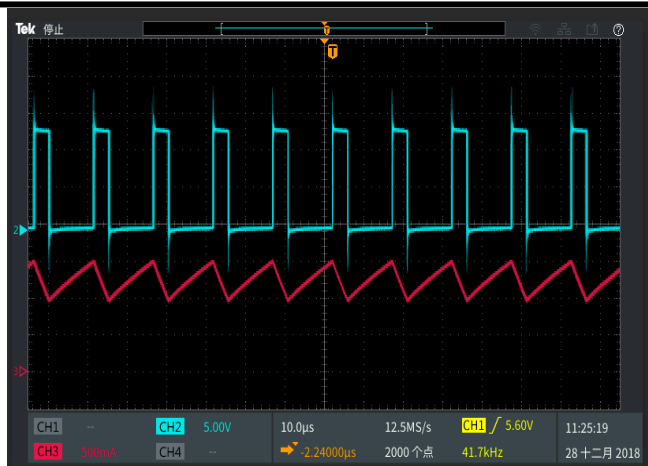 Tek 停止
T
T
2
3
CH1 -- CH2 5.00V 10.0µs 12.5MS/s CH1 5.60V 11:25:19
CH3 500mA CH4 -- -2.24000µs 2000 个点 41.7kHz 28 十二月 2018